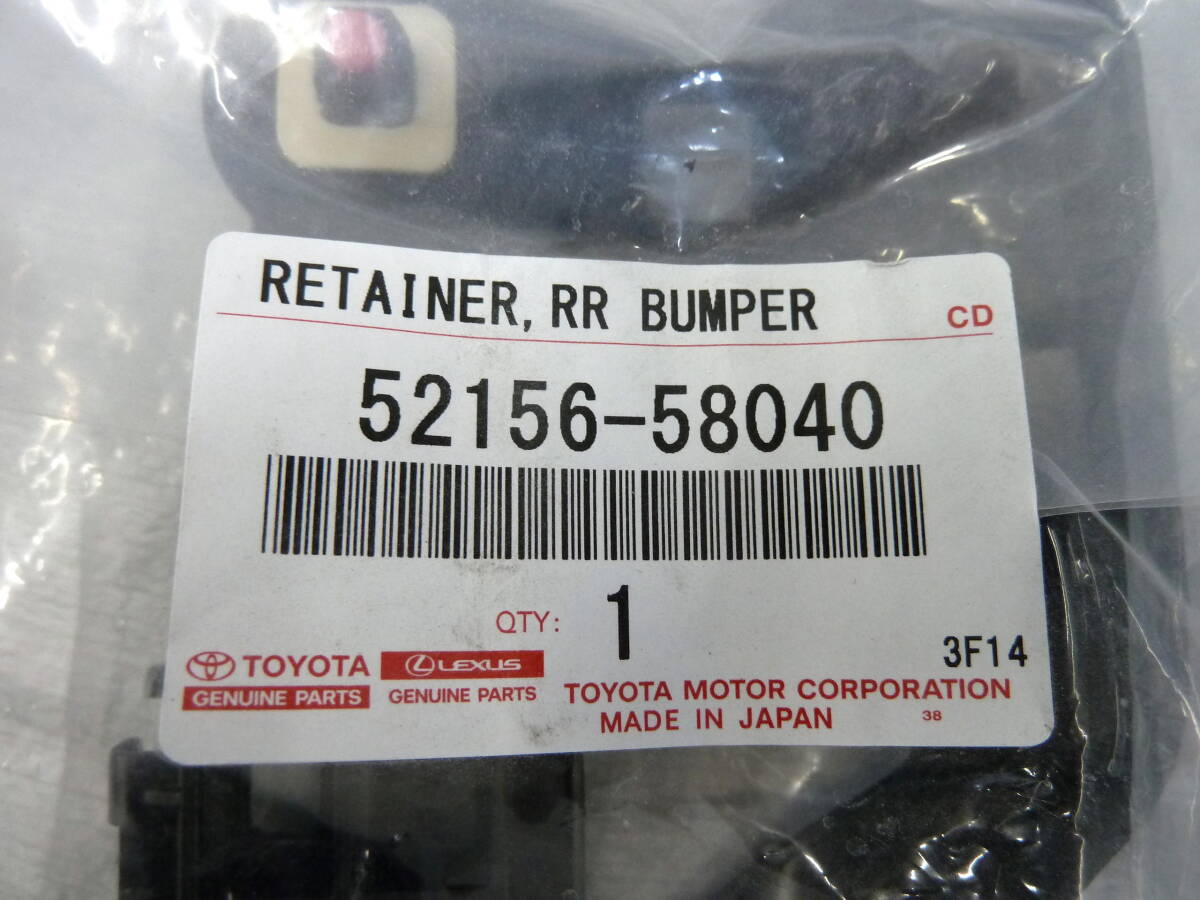 RETAINER, RR BUMPER
CD
52156-58040
QTY: 1
3F14
TOYOTA
GENUINE PARTS
LEXUS
GENUINE PARTS
TOYOTA MOTOR CORPORATION
MADE IN JAPAN
38